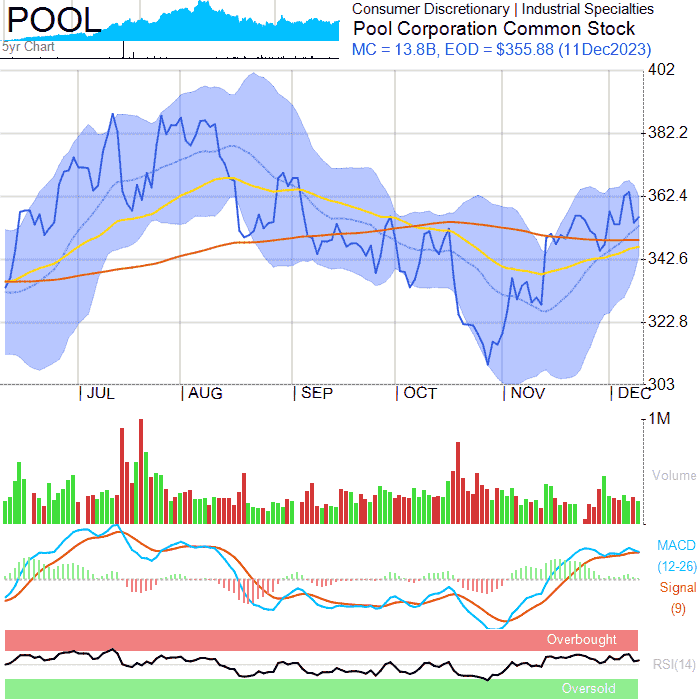 POOL
5yr Chart
Consumer Discretionary | Industrial Specialties
Pool Corporation Common Stock
MC = 13.8B, EOD = $355.88 (11Dec2023)
402
382.2
362.4
342.6
322.8
303
| JUL | AUG | SEP | OCT | NOV | DEC
1M
Volume
MACD
(12-26)
Signal
(9)
Overbought
RSI(14)
Oversold